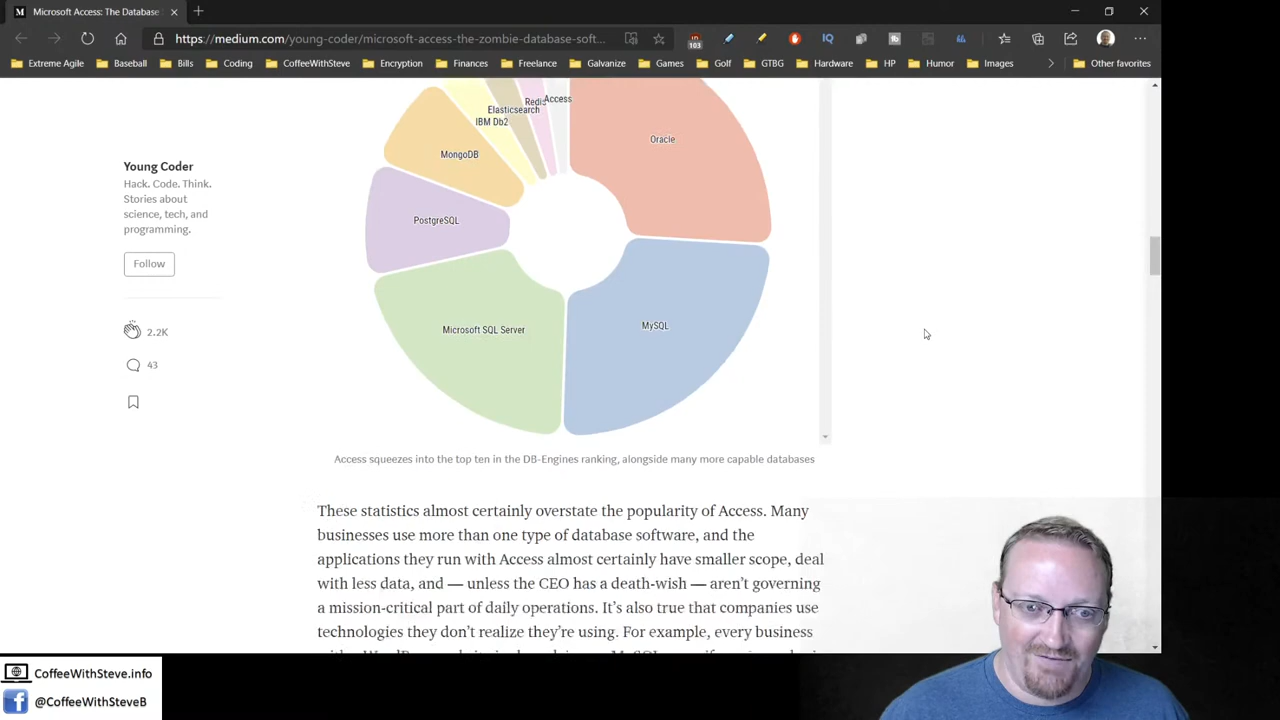 Microsoft Access: The Database
https://medium.com/young-coder/microsoft-access-the-zombie-database-soft...
103
IQ
Extreme Agile
Baseball
Bills
Coding
CoffeeWithSteve
Encryption
Finances
Freelance
Galvanize
Games
Golf
GTBG
Hardware
HP
Humor
Images
Other favorites
Access
Redis
Elasticsearch
IBM Db2
Oracle
MongoDB
PostgreSQL
Microsoft SQL Server
MySQL
Young Coder
Hack. Code. Think.
Stories about
science, tech, and
programming.
Follow
2.2K
43
Access squeezes into the top ten in the DB-Engines ranking, alongside many more capable databases
These statistics almost certainly overstate the popularity of Access. Many
businesses use more than one type of database software, and the
applications they run with Access almost certainly have smaller scope, deal
with less data, and — unless the CEO has a death-wish — aren't governing
a mission-critical part of daily operations. It's also true that companies use
technologies they don't realize they're using. For example, every business
CoffeeWithSteve.info
@CoffeeWithSteveB